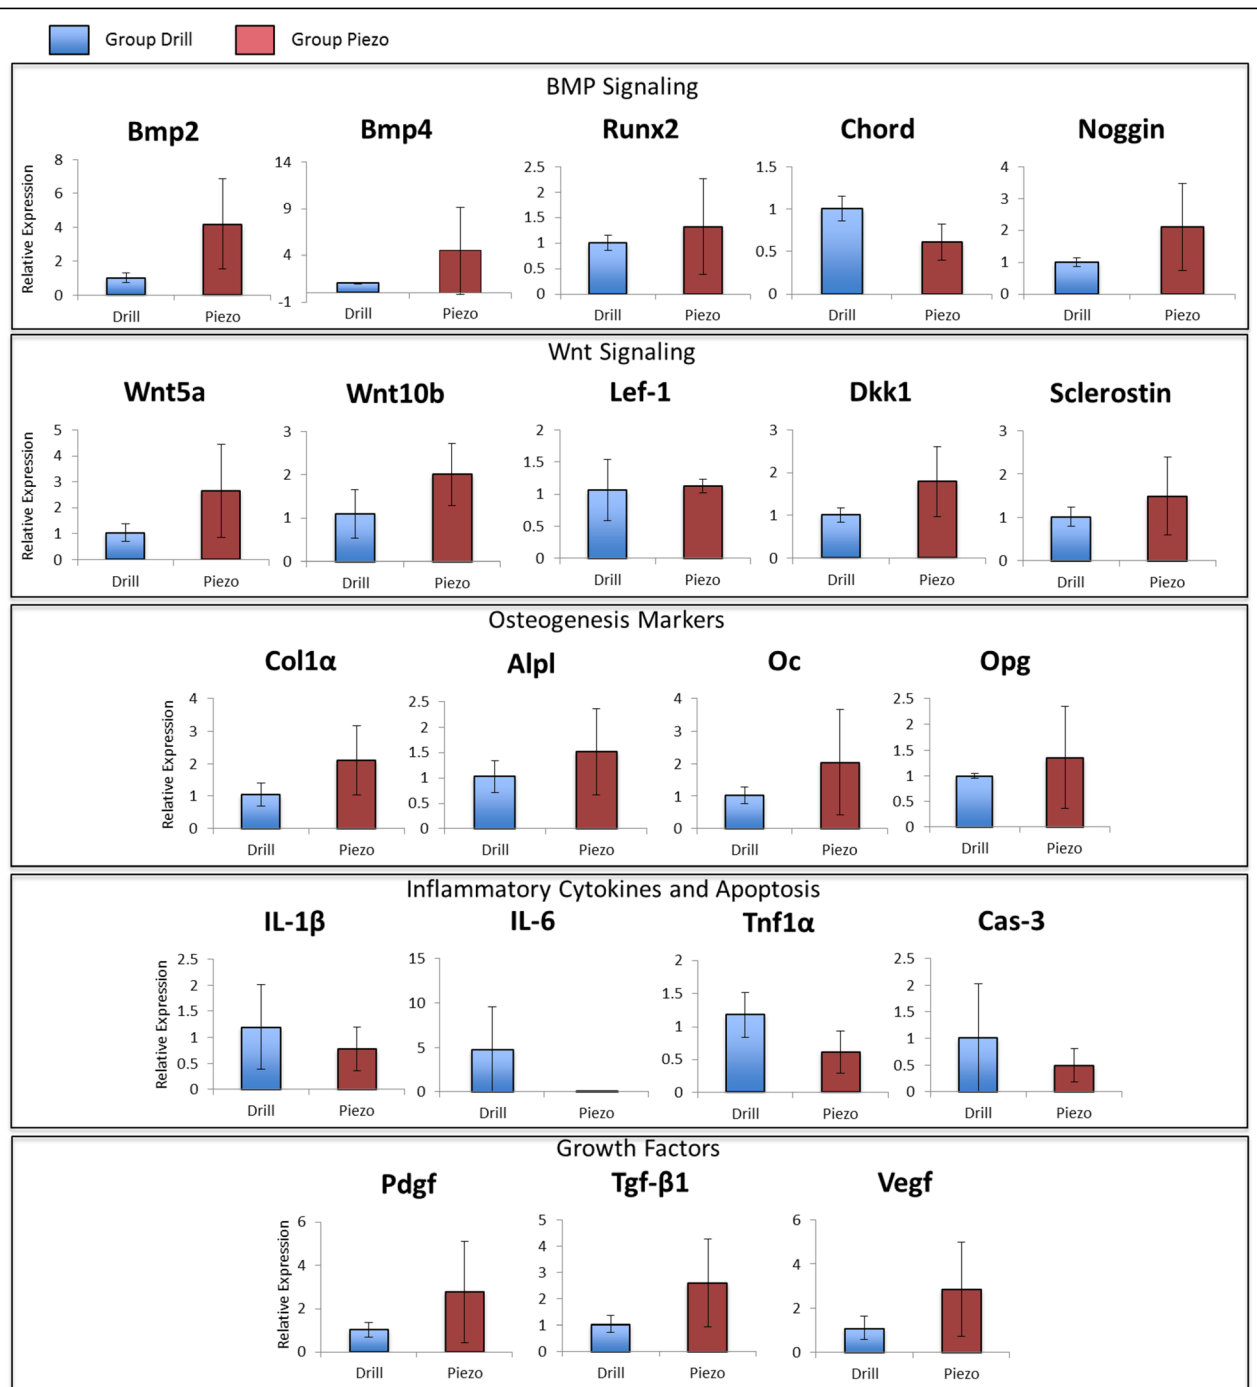 Group Drill Group Piezo
BMP Signaling
Bmp2 Bmp4 Runx2 Chord Noggin
Relative Expression
8
6
4
2
0
Drill Piezo
14
9
4
-1
Drill Piezo
2.5
2
1.5
1
0.5
0
Drill Piezo
1.5
1
0.5
0
Drill Piezo
4
3
2
1
0
Drill Piezo
Wnt Signaling
Wnt5a Wnt10b Lef-1 Dkk1 Sclerostin
Relative Expression
5
4
3
2
1
0
Drill Piezo
3
2
1
0
Drill Piezo
2
1.5
1
0.5
0
Drill Piezo
3
2
1
0
Drill Piezo
3
2
1
0
Drill Piezo
Osteogenesis Markers
Col1α Alpl Oc Opg
Relative Expression
4
3
2
1
0
Drill Piezo
2.5
2
1.5
1
0.5
0
Drill Piezo
4
3
2
1
0
Drill Piezo
2.5
2
1.5
1
0.5
0
Drill Piezo
Inflammatory Cytokines and Apoptosis
IL-1β IL-6 Tnf1α Cas-3
Relative Expression
2.5
2
1.5
1
0.5
0
Drill Piezo
15
10
5
0
Drill Piezo
2
1.5
1
0.5
0
Drill Piezo
2.5
2
1.5
1
0.5
0
Drill Piezo
Growth Factors
Pdgf Tgf-β1 Vegf
Relative Expression
6
4
2
0
Drill Piezo
5
4
3
2
1
0
Drill Piezo
6
4
2
0
Drill Piezo